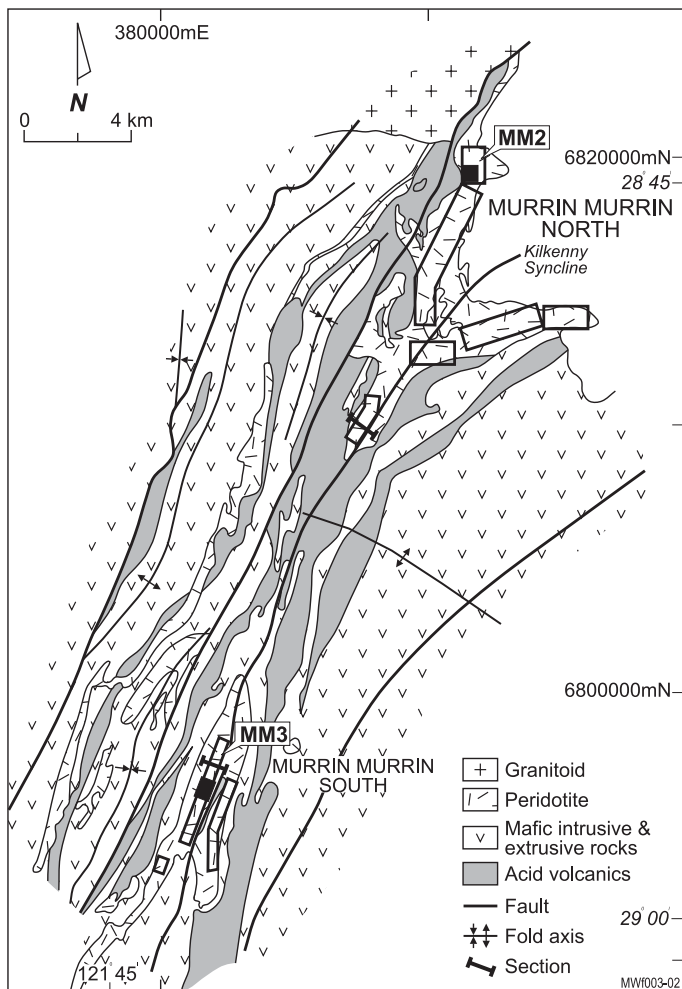 380000mE
N
0 4 km
MM2
6820000mN
28°45'
MURRIN MURRIN
NORTH
Kilkenny
Syncline
6800000mN
MM3
MURRIN MURRIN
SOUTH
Granitoid
Peridotite
Mafic intrusive &
extrusive rocks
Acid volcanics
Fault
Fold axis
Section
29°00'
121°45'
MWf003-02